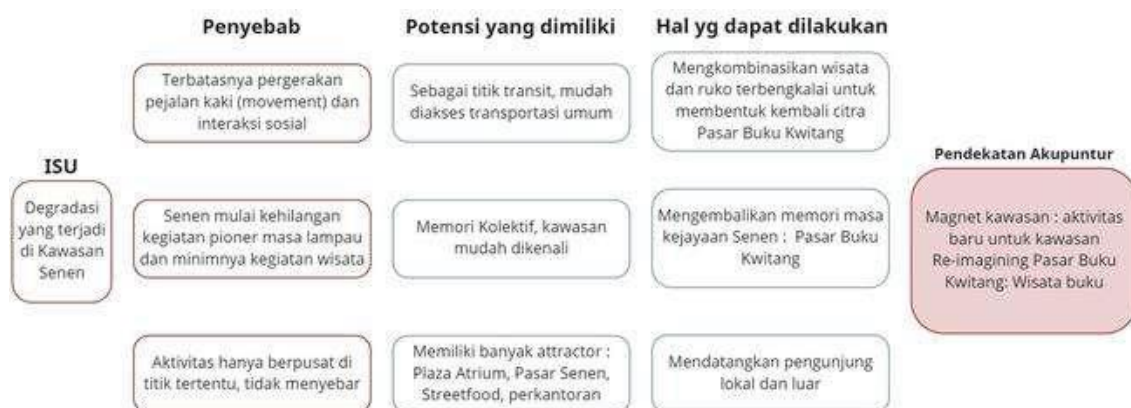 Penyebab
Potensi yang dimiliki
Hal yg dapat dilakukan
Terbatasnya pergerakan
pejalan kaki (movement) dan
interaksi sosial
Sebagai titik transit, mudah
diakses transportasi umum
Mengkombinasikan wisata
dan ruko terbengkalai untuk
membentuk kembali citra
Pasar Buku Kwitang
ISU
Degradasi
yang terjadi
di Kawasan
Senen
Senen mulai kehilangan
kegiatan pioner masa lampau
dan minimnya kegiatan wisata
Memori Kolektif, kawasan
mudah dikenali
Mengembalikan memori masa
kejayaan Senen : Pasar Buku
Kwitang
Pendekatan Akupuntur
Magnet kawasan : aktivitas
baru untuk kawasan
Re-imagining Pasar Buku
Kwitang: Wisata buku
Aktivitas hanya berpusat di
titik tertentu, tidak menyebar
Memiliki banyak attractor :
Plaza Atrium, Pasar Senen,
Streetfood, perkantoran
Mendatangkan pengunjung
lokal dan luar